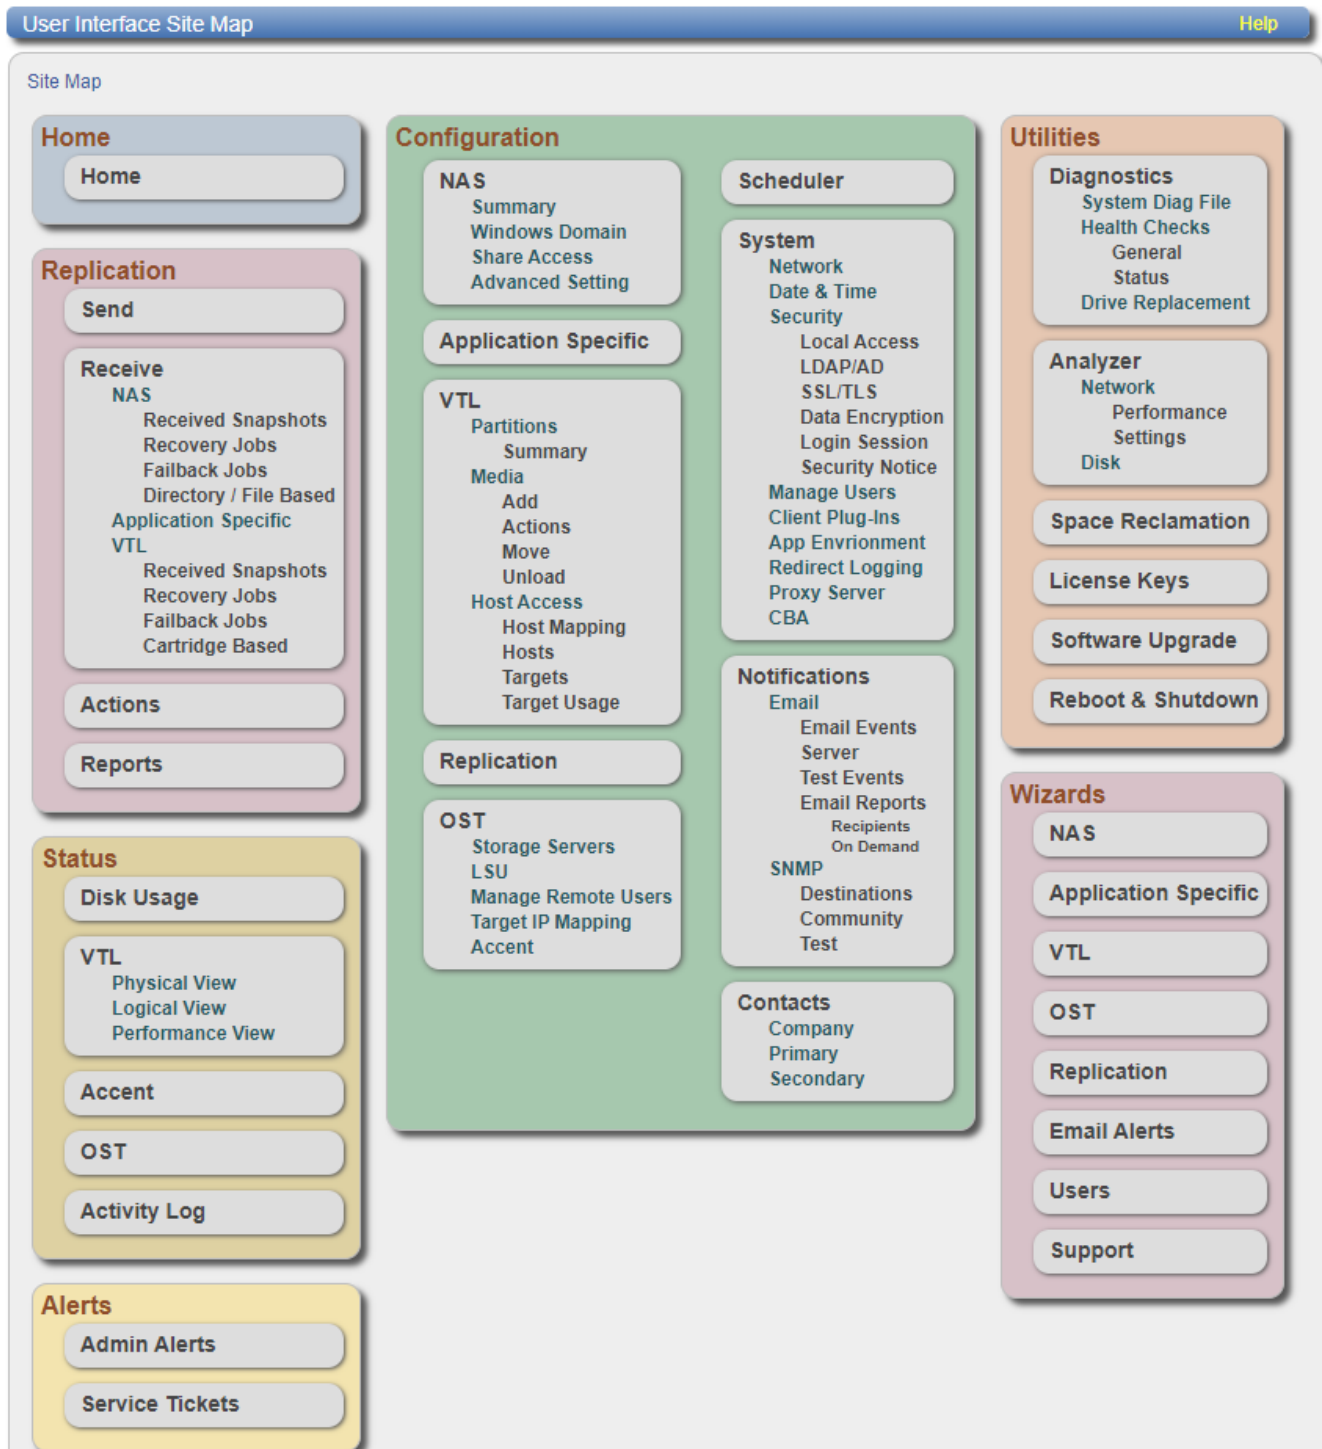 User Interface Site Map
Help
Site Map
Home
Home
Replication
Send
Receive
NAS
Received Snapshots
Recovery Jobs
Failback Jobs
Directory / File Based
Application Specific
VTL
Received Snapshots
Recovery Jobs
Failback Jobs
Cartridge Based
Actions
Reports
Status
Disk Usage
VTL
Physical View
Logical View
Performance View
Accent
OST
Activity Log
Alerts
Admin Alerts
Service Tickets
Configuration
NAS
Summary
Windows Domain
Share Access
Advanced Setting
Application Specific
VTL
Partitions
Summary
Media
Add
Actions
Move
Unload
Host Access
Host Mapping
Hosts
Targets
Target Usage
Replication
OST
Storage Servers
LSU
Manage Remote Users
Target IP Mapping
Accent
Scheduler
System
Network
Date & Time
Security
Local Access
LDAP/AD
SSL/TLS
Data Encryption
Login Session
Security Notice
Manage Users
Client Plug-Ins
App Envrionment
Redirect Logging
Proxy Server
CBA
Notifications
Email
Email Events
Server
Test Events
Email Reports
Recipients
On Demand
SNMP
Destinations
Community
Test
Contacts
Company
Primary
Secondary
Utilities
Diagnostics
System Diag File
Health Checks
General
Status
Drive Replacement
Analyzer
Network
Performance
Settings
Disk
Space Reclamation
License Keys
Software Upgrade
Reboot & Shutdown
Wizards
NAS
Application Specific
VTL
OST
Replication
Email Alerts
Users
Support